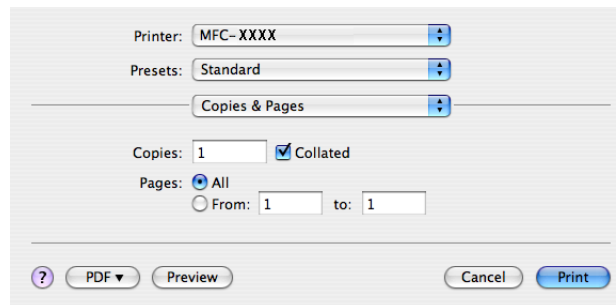 Printer: MFC-XXXX
Presets: Standard
Copies & Pages
Copies: 1 Collated
Pages: All
From: 1 to: 1
? PDF ▼ Preview Cancel Print